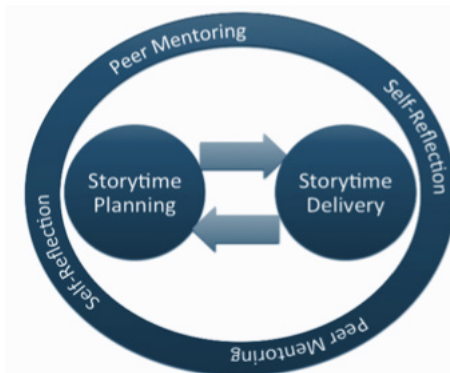 Peer Mentoring
Self-Reflection
Storytime
Planning
Storytime
Delivery
Self-Reflection
Peer Mentoring